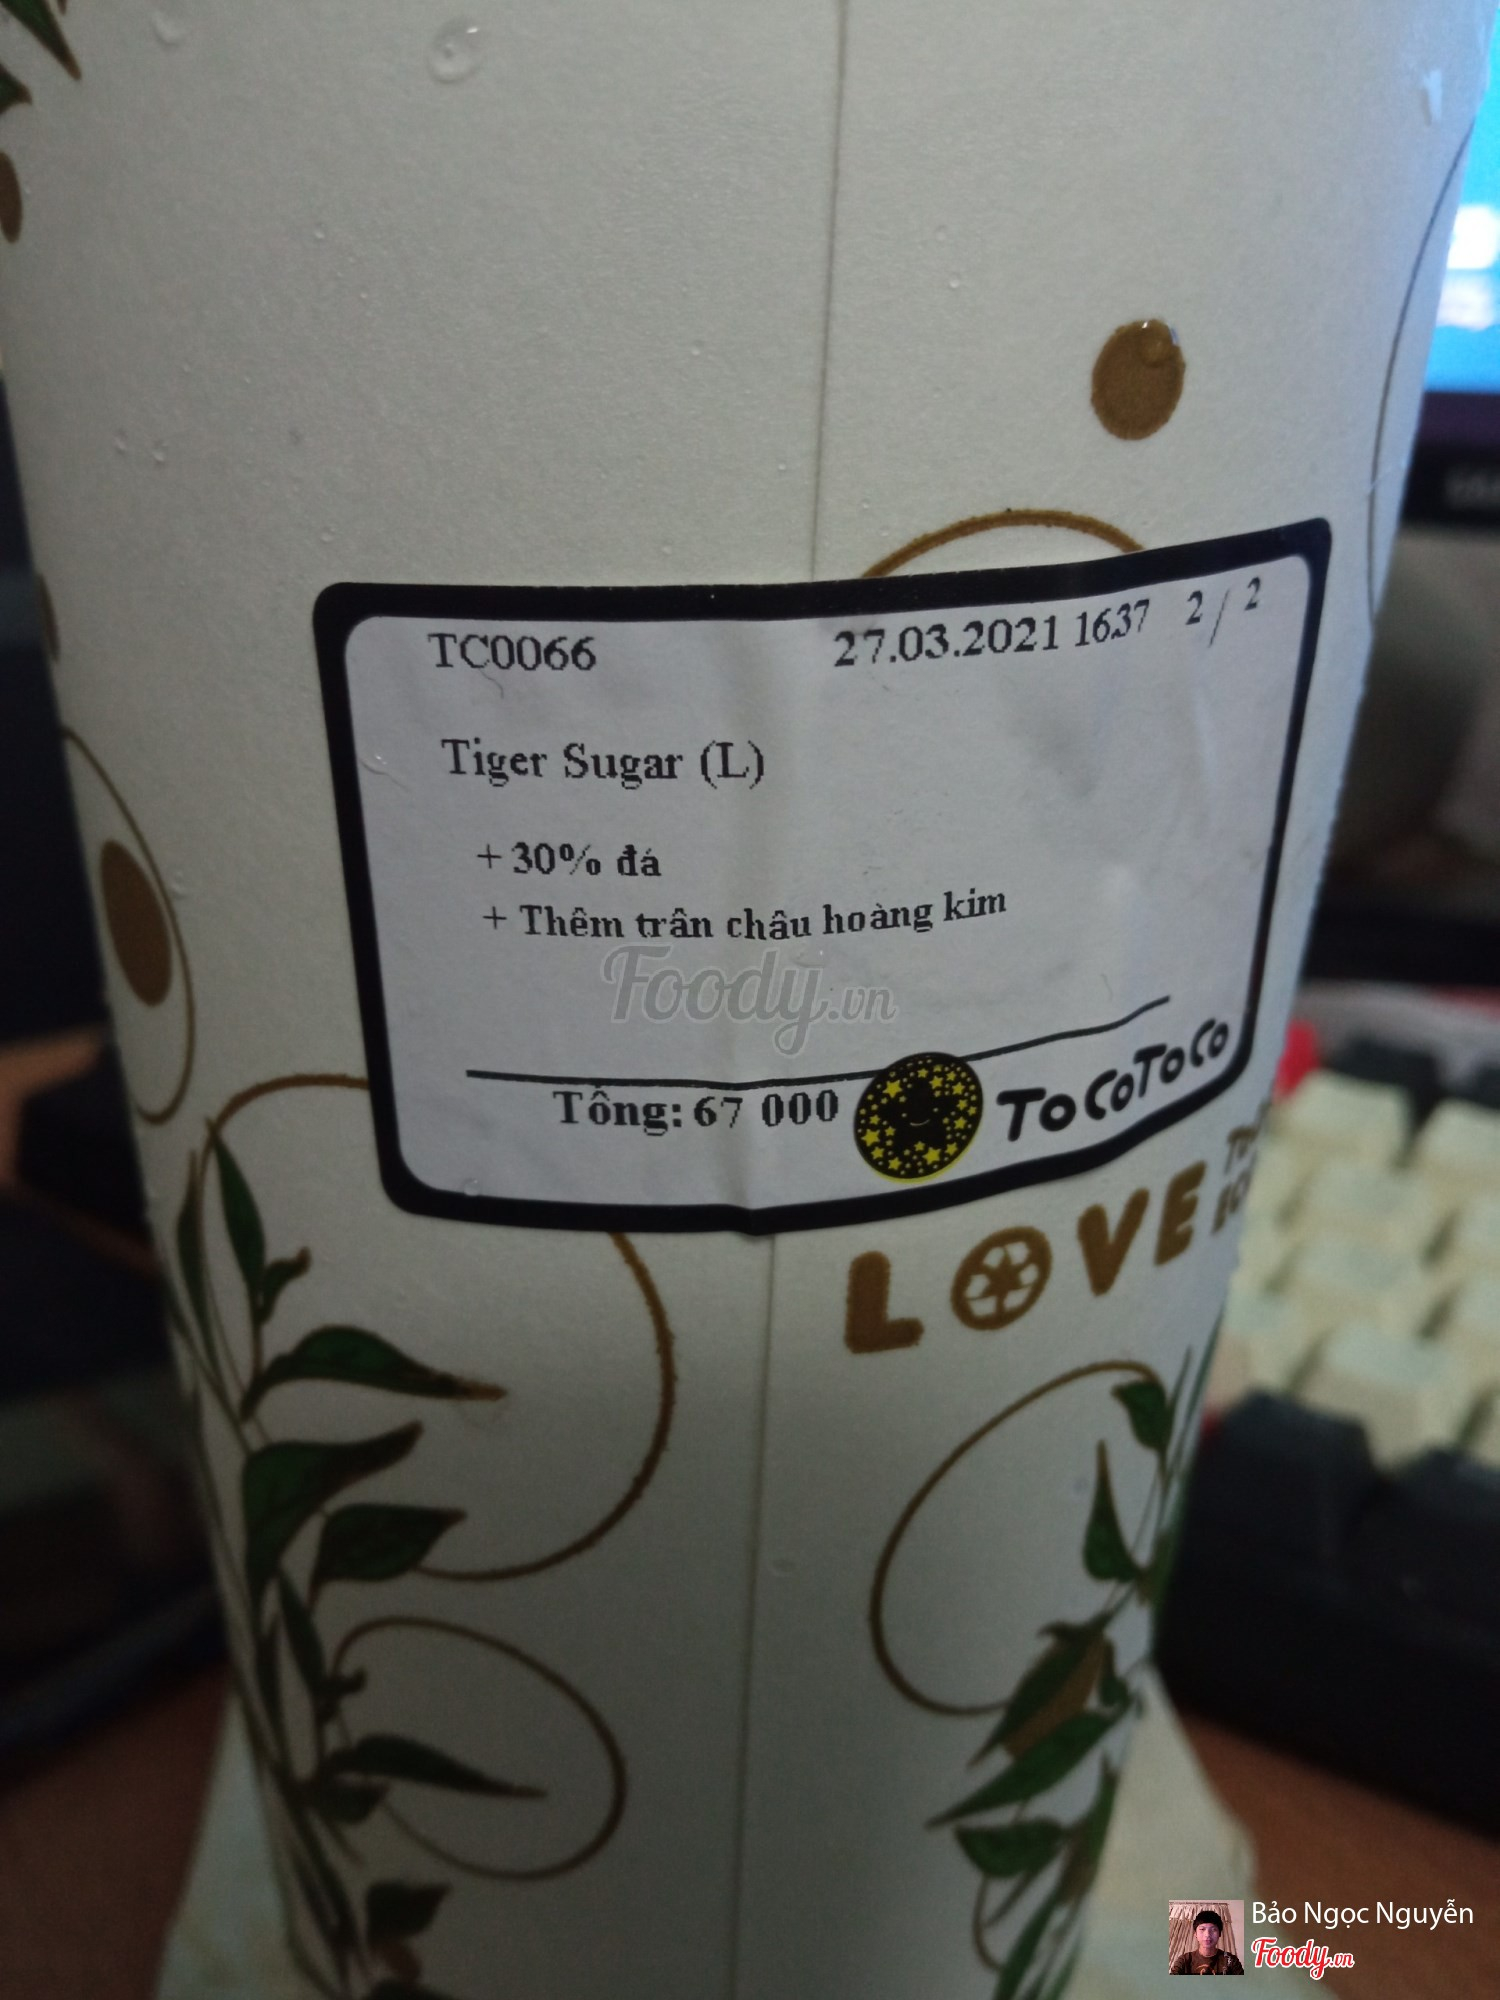 TC0066 27.03.2021 1637 2 / 2
Tiger Sugar (L)
+ 30% đá
+ Thêm trân châu hoàng kim
Foody.vn
Tổng: 67 000
ToCoToCo
LOVE
Bảo Ngọc Nguyễn
Foody.vn